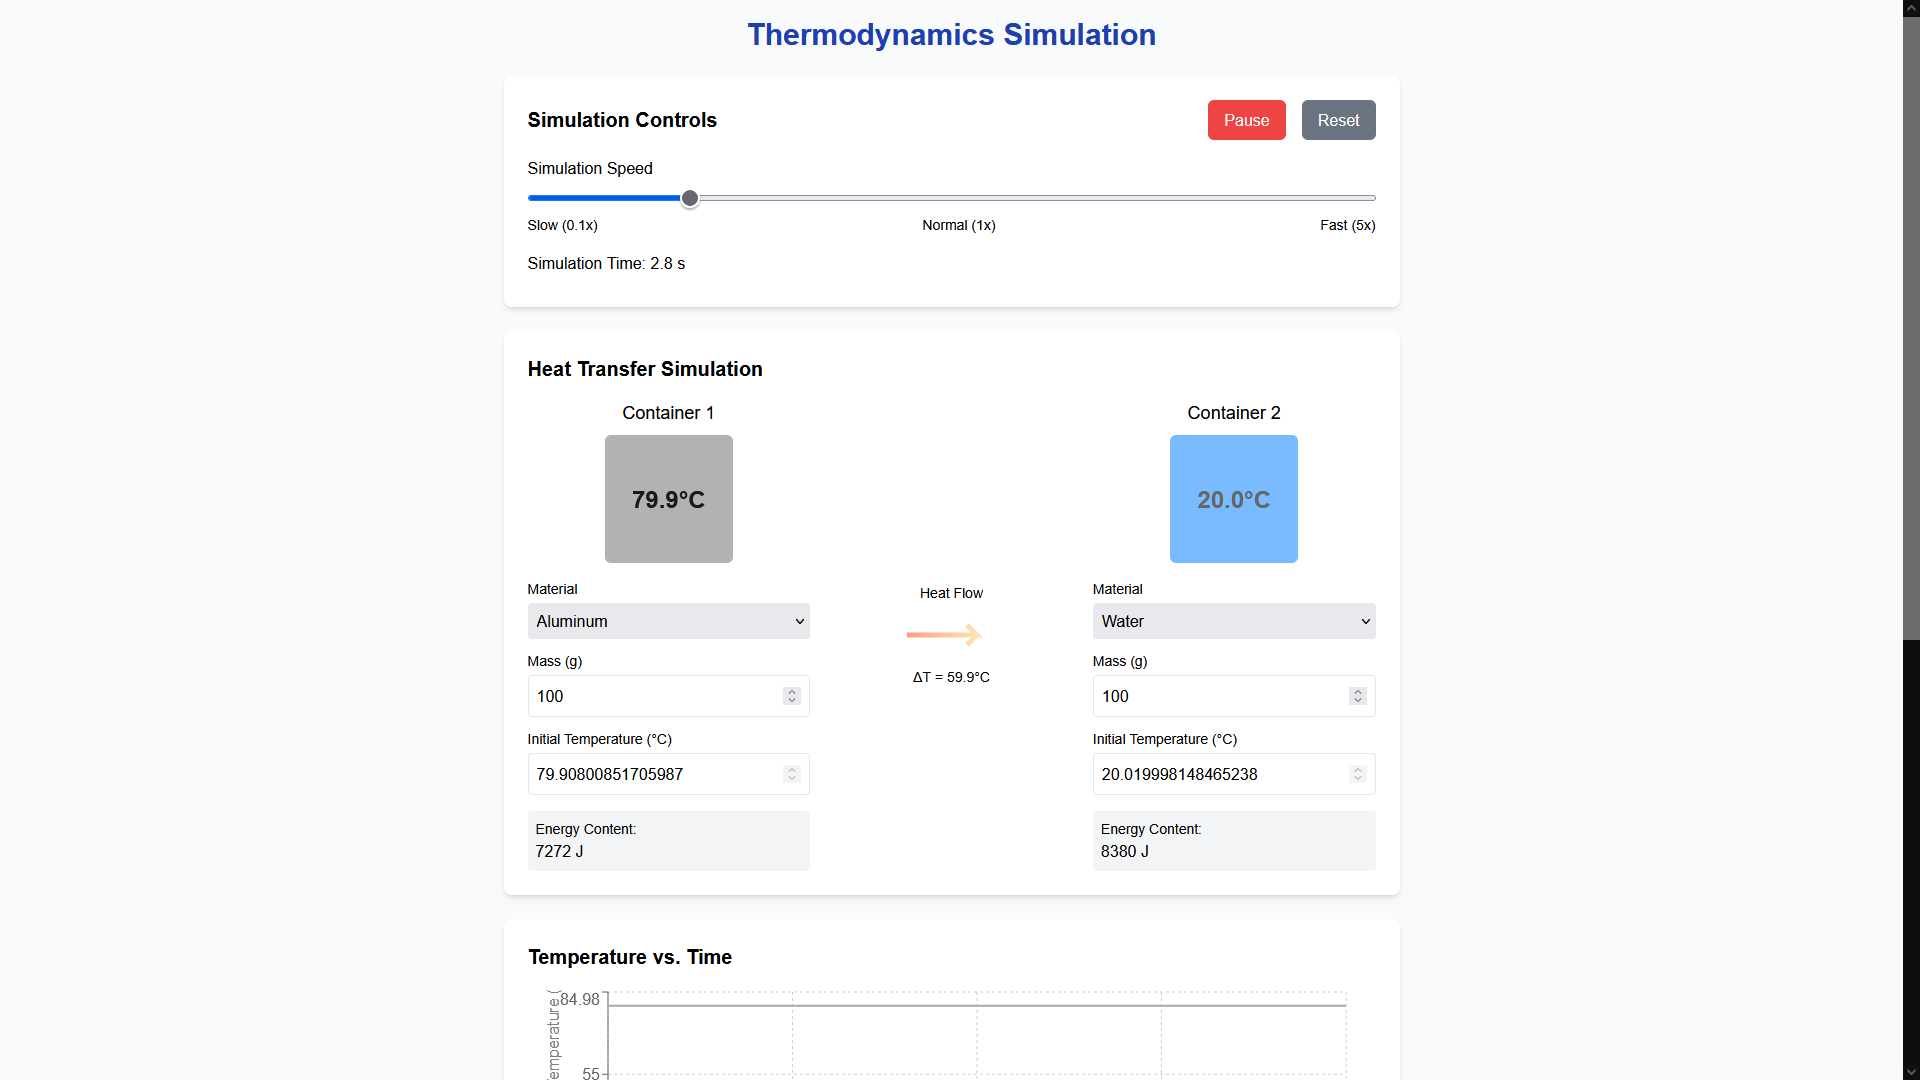 Thermodynamics Simulation
Simulation Controls
Pause
Reset
Simulation Speed
Slow (0.1x)
Normal (1x)
Fast (5x)
Simulation Time: 2.8 s
Heat Transfer Simulation
Container 1
79.9°C
Material
Aluminum
Mass (g)
100
Initial Temperature (°C)
79.90800851705987
Energy Content:
7272 J
Heat Flow
ΔT = 59.9°C
Container 2
20.0°C
Material
Water
Mass (g)
100
Initial Temperature (°C)
20.019998148465238
Energy Content:
8380 J
Temperature vs. Time
84.98
55